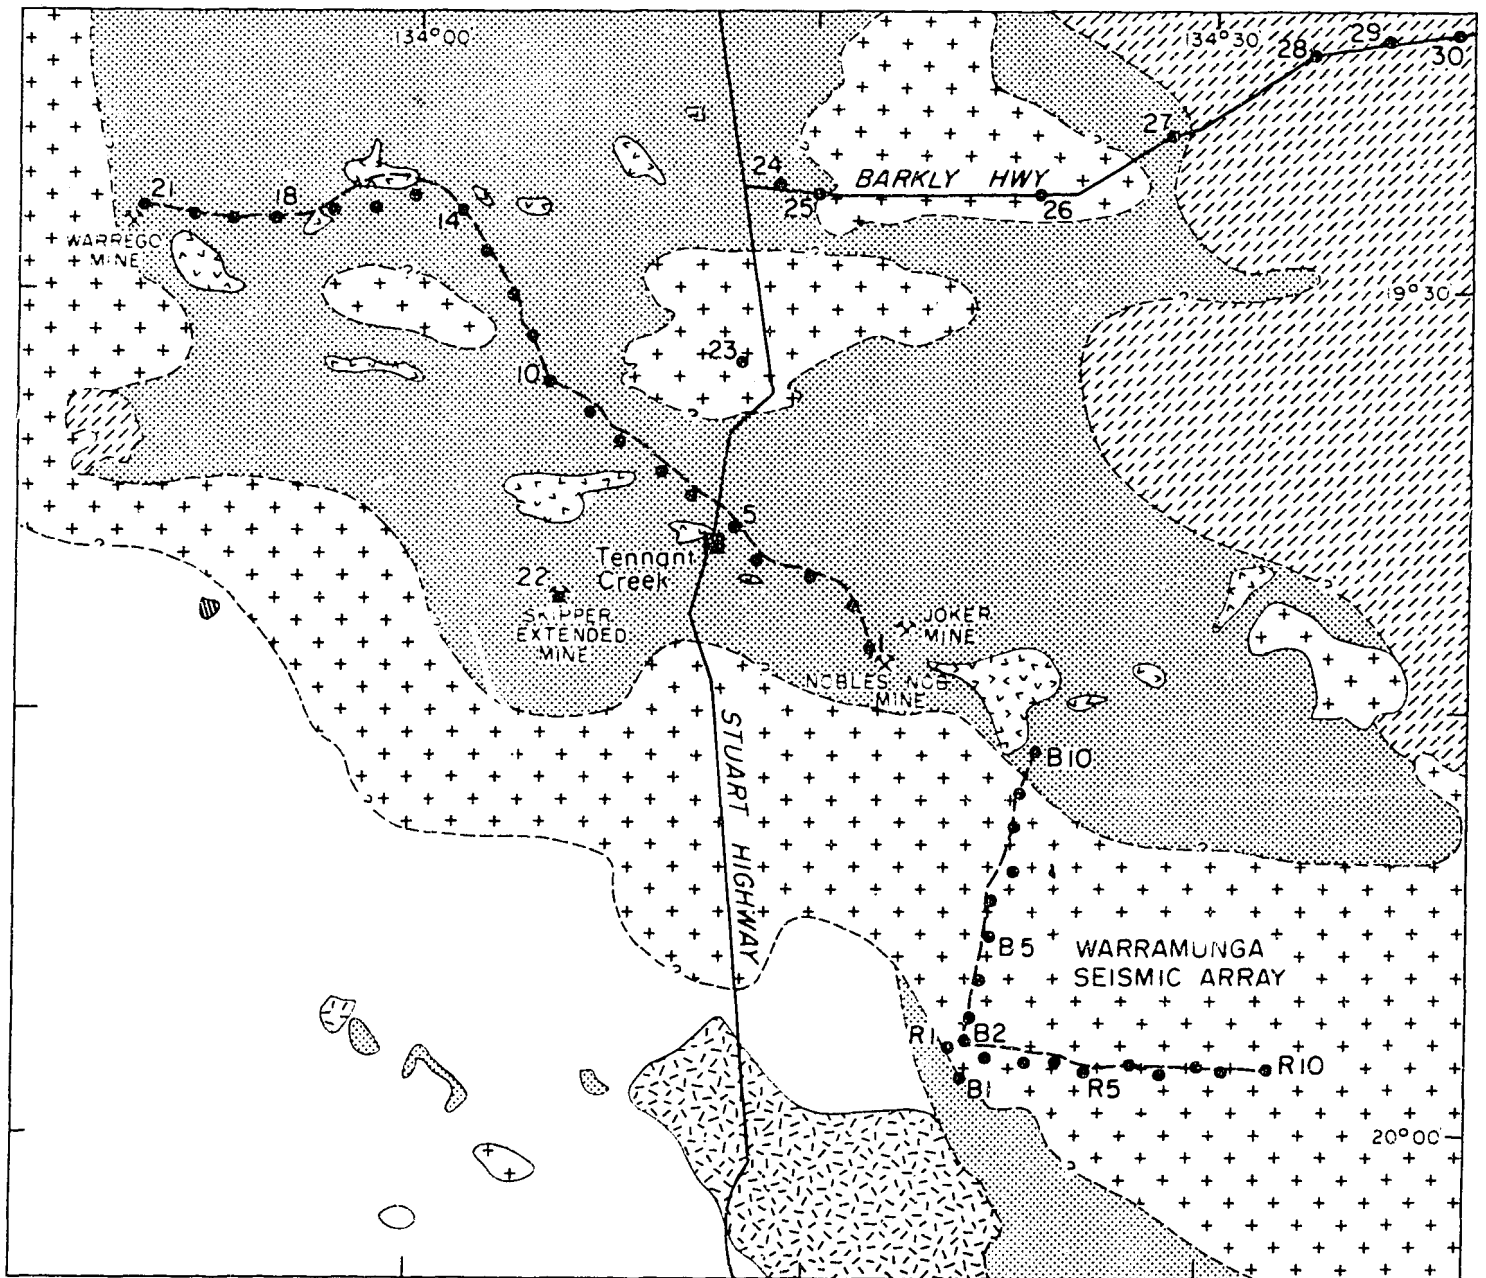 134°00'
134°30'
28
29
30
27
24
BARKLY HWY
25
26
21
18
14
WARREGO
MINE
19°30'
23
10
5
Tennant
Creek
22
SKIPPER
EXTENDED
MINE
JOKER
MINE
1
NOBLES NOB
MINE
STUART HIGHWAY
B10
B5
WARRAMUNGA
SEISMIC ARRAY
R1
B2
B1
R5
R10
20°00'